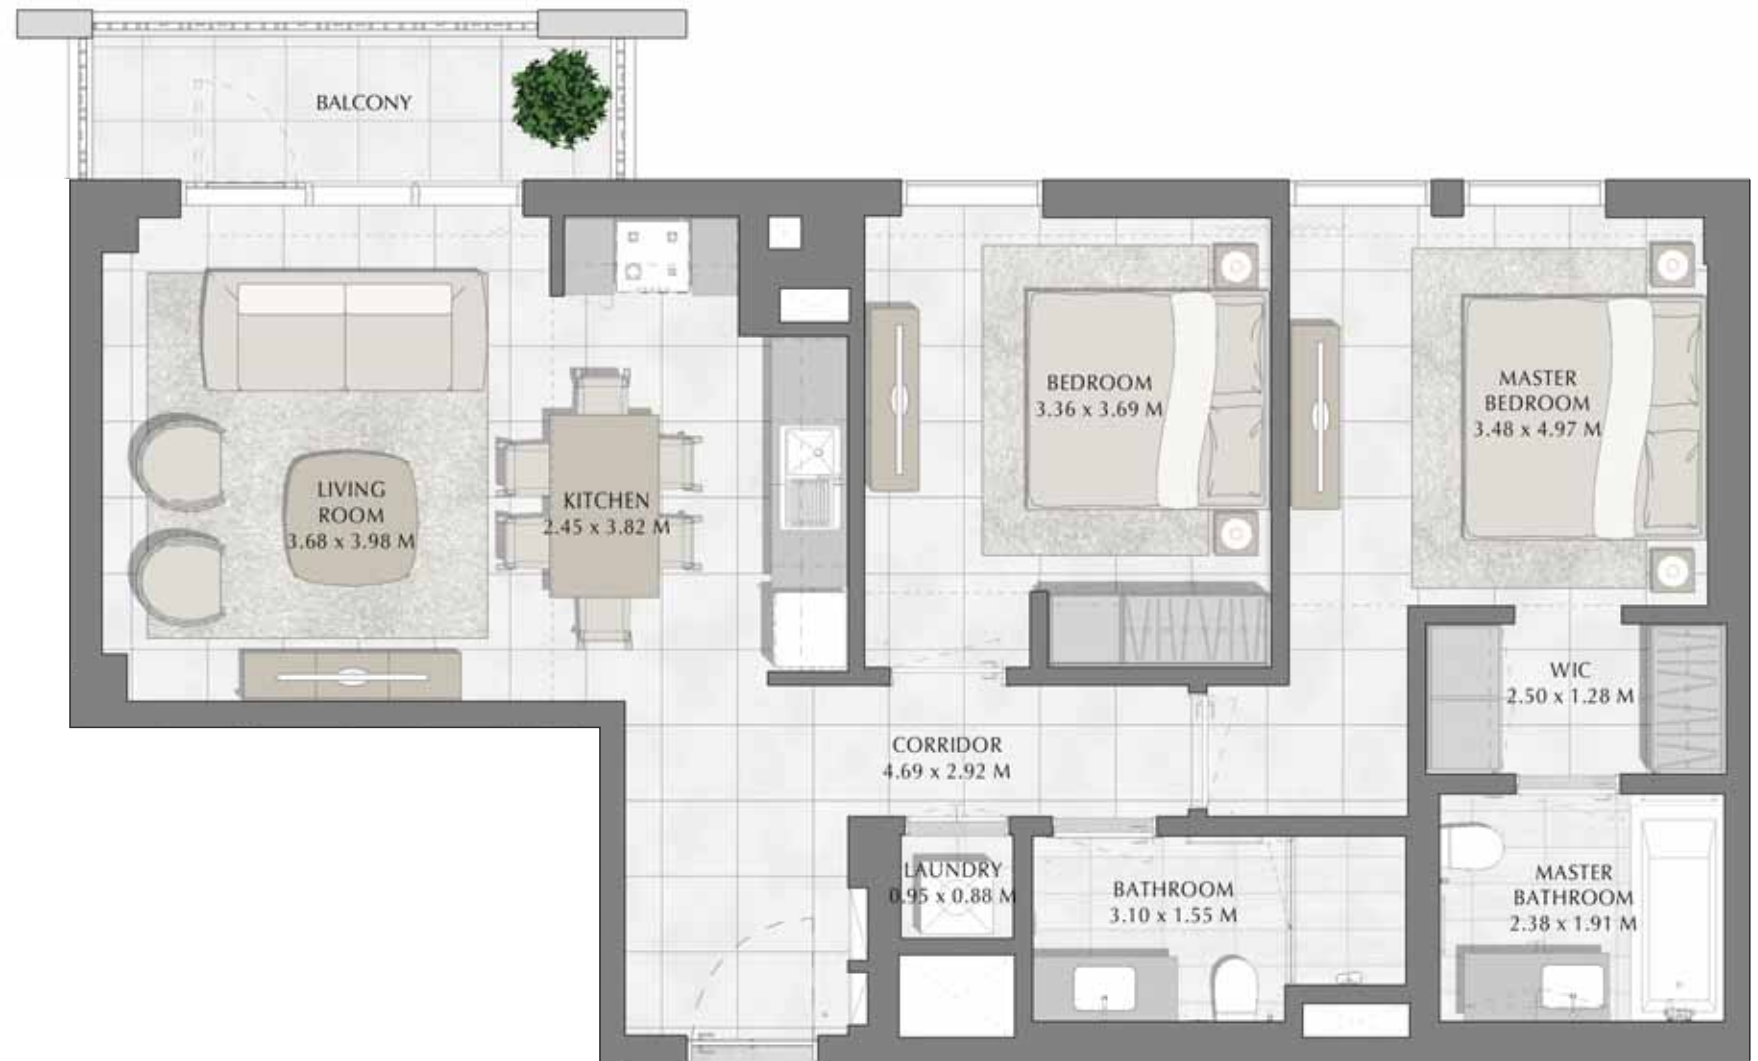 BALCONY
LIVING
ROOM
3.68 x 3.98 M
KITCHEN
2.45 x 3.82 M
BEDROOM
3.36 x 3.69 M
MASTER
BEDROOM
3.48 x 4.97 M
WIC
2.50 x 1.28 M
CORRIDOR
4.69 x 2.92 M
LAUNDRY
0.95 x 0.88 M
BATHROOM
3.10 x 1.55 M
MASTER
BATHROOM
2.38 x 1.91 M